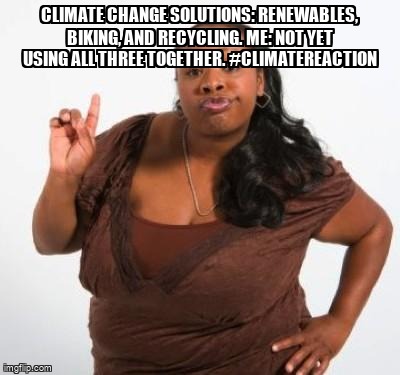 CLIMATE CHANGE SOLUTIONS: RENEWABLES,
BIKING, AND RECYCLING. ME: NOT YET
USING ALL THREE TOGETHER. #CLIMATEREACTION
imgflip.com